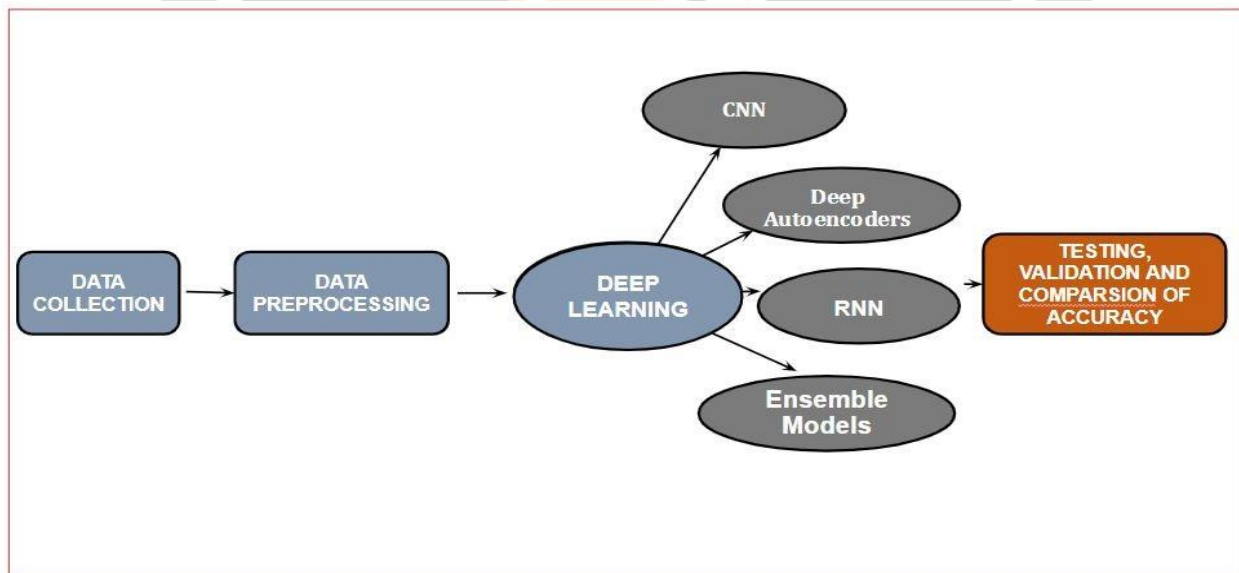 CNN
Deep
Autoencoders
DATA
COLLECTION
DATA
PREPROCESSING
DEEP
LEARNING
RNN
TESTING,
VALIDATION AND
COMPARSION OF
ACCURACY
Ensemble
Models